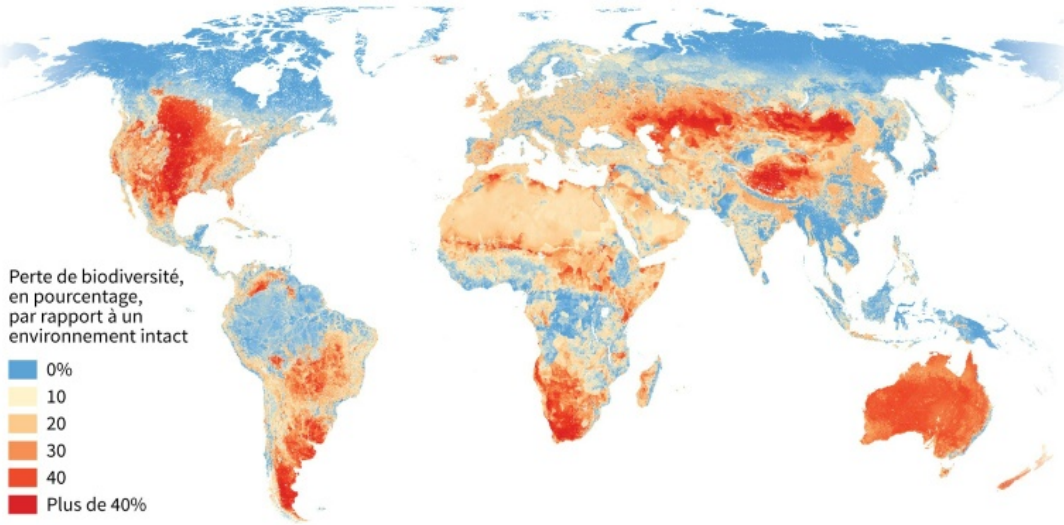 Perte de biodiversité,
en pourcentage,
par rapport à un
environnement intact
0%
10
20
30
40
Plus de 40%